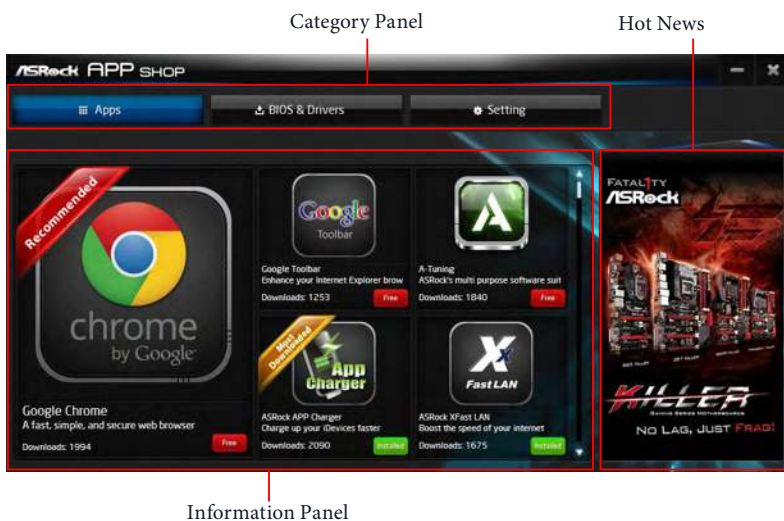 Category Panel
Hot News
ASRock APP SHOP
Apps
BIOS & Drivers
Setting
Recommended
chrome
by Google
Google Chrome
A fast, simple, and secure web browser
Downloads: 1994
Free
Google
Toolbar
Google Toolbar
Enhance your Internet Explorer brow
Downloads: 1253
Free
A-Tuning
ASRock's multi purpose software suit
Downloads: 1840
Free
Most
Downloaded
App
Charger
ASRock APP Charger
Charge up your iDevices faster
Downloads: 2090
Installed
Fast LAN
ASRock XFast LAN
Boost the speed of your internet
Downloads: 1675
Installed
FATAL1TY
ASRock
KILLER
GAMING SERIES MOTHERBOARDS
NO LAG, JUST FRAG!
Information Panel